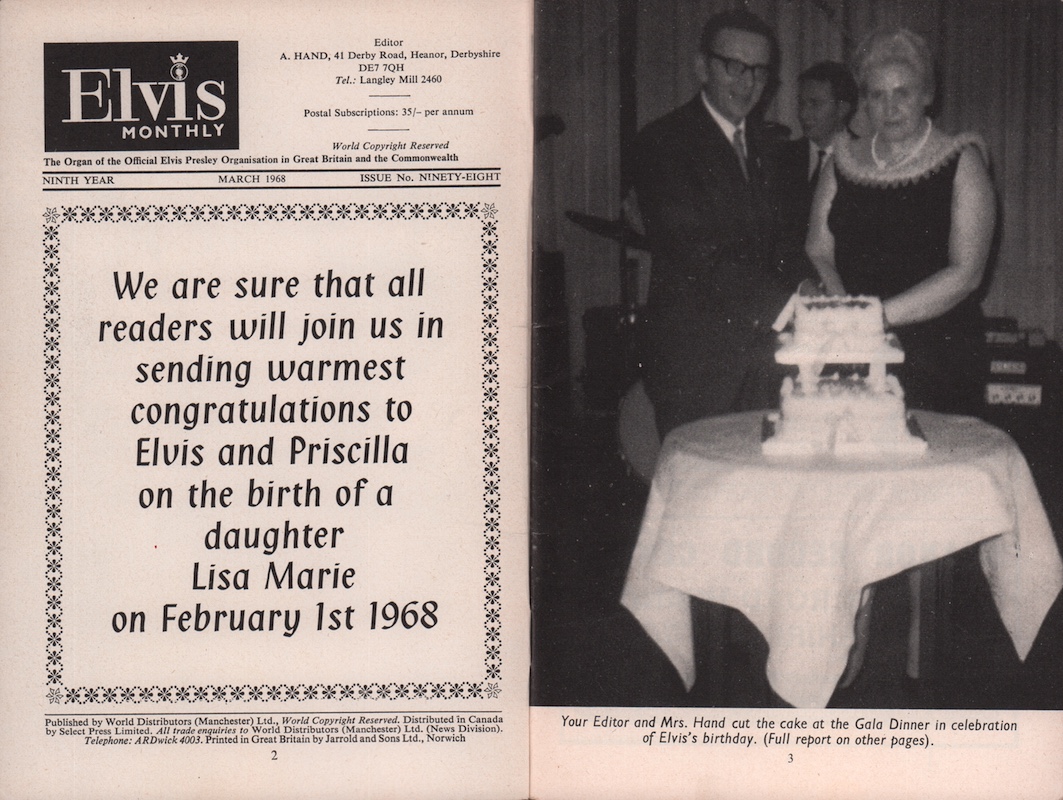 Elvis
MONTHLY
Editor
A. HAND, 41 Derby Road, Heanor, Derbyshire
DE7 7QH
Tel.: Langley Mill 2460
Postal Subscriptions: 35/– per annum
World Copyright Reserved
The Organ of the Official Elvis Presley Organisation in Great Britain and the Commonwealth
NINTH YEAR MARCH 1968 ISSUE No. NINETY-EIGHT
We are sure that all
readers will join us in
sending warmest
congratulations to
Elvis and Priscilla
on the birth of a
daughter
Lisa Marie
on February 1st 1968
Published by World Distributors (Manchester) Ltd., World Copyright Reserved. Distributed in Canada
by Select Press Limited. All trade enquiries to World Distributors (Manchester) Ltd. (News Division).
Telephone: ARDwick 4003. Printed in Great Britain by Jarrold and Sons Ltd., Norwich
2
Your Editor and Mrs. Hand cut the cake at the Gala Dinner in celebration
of Elvis's birthday. (Full report on other pages).
3